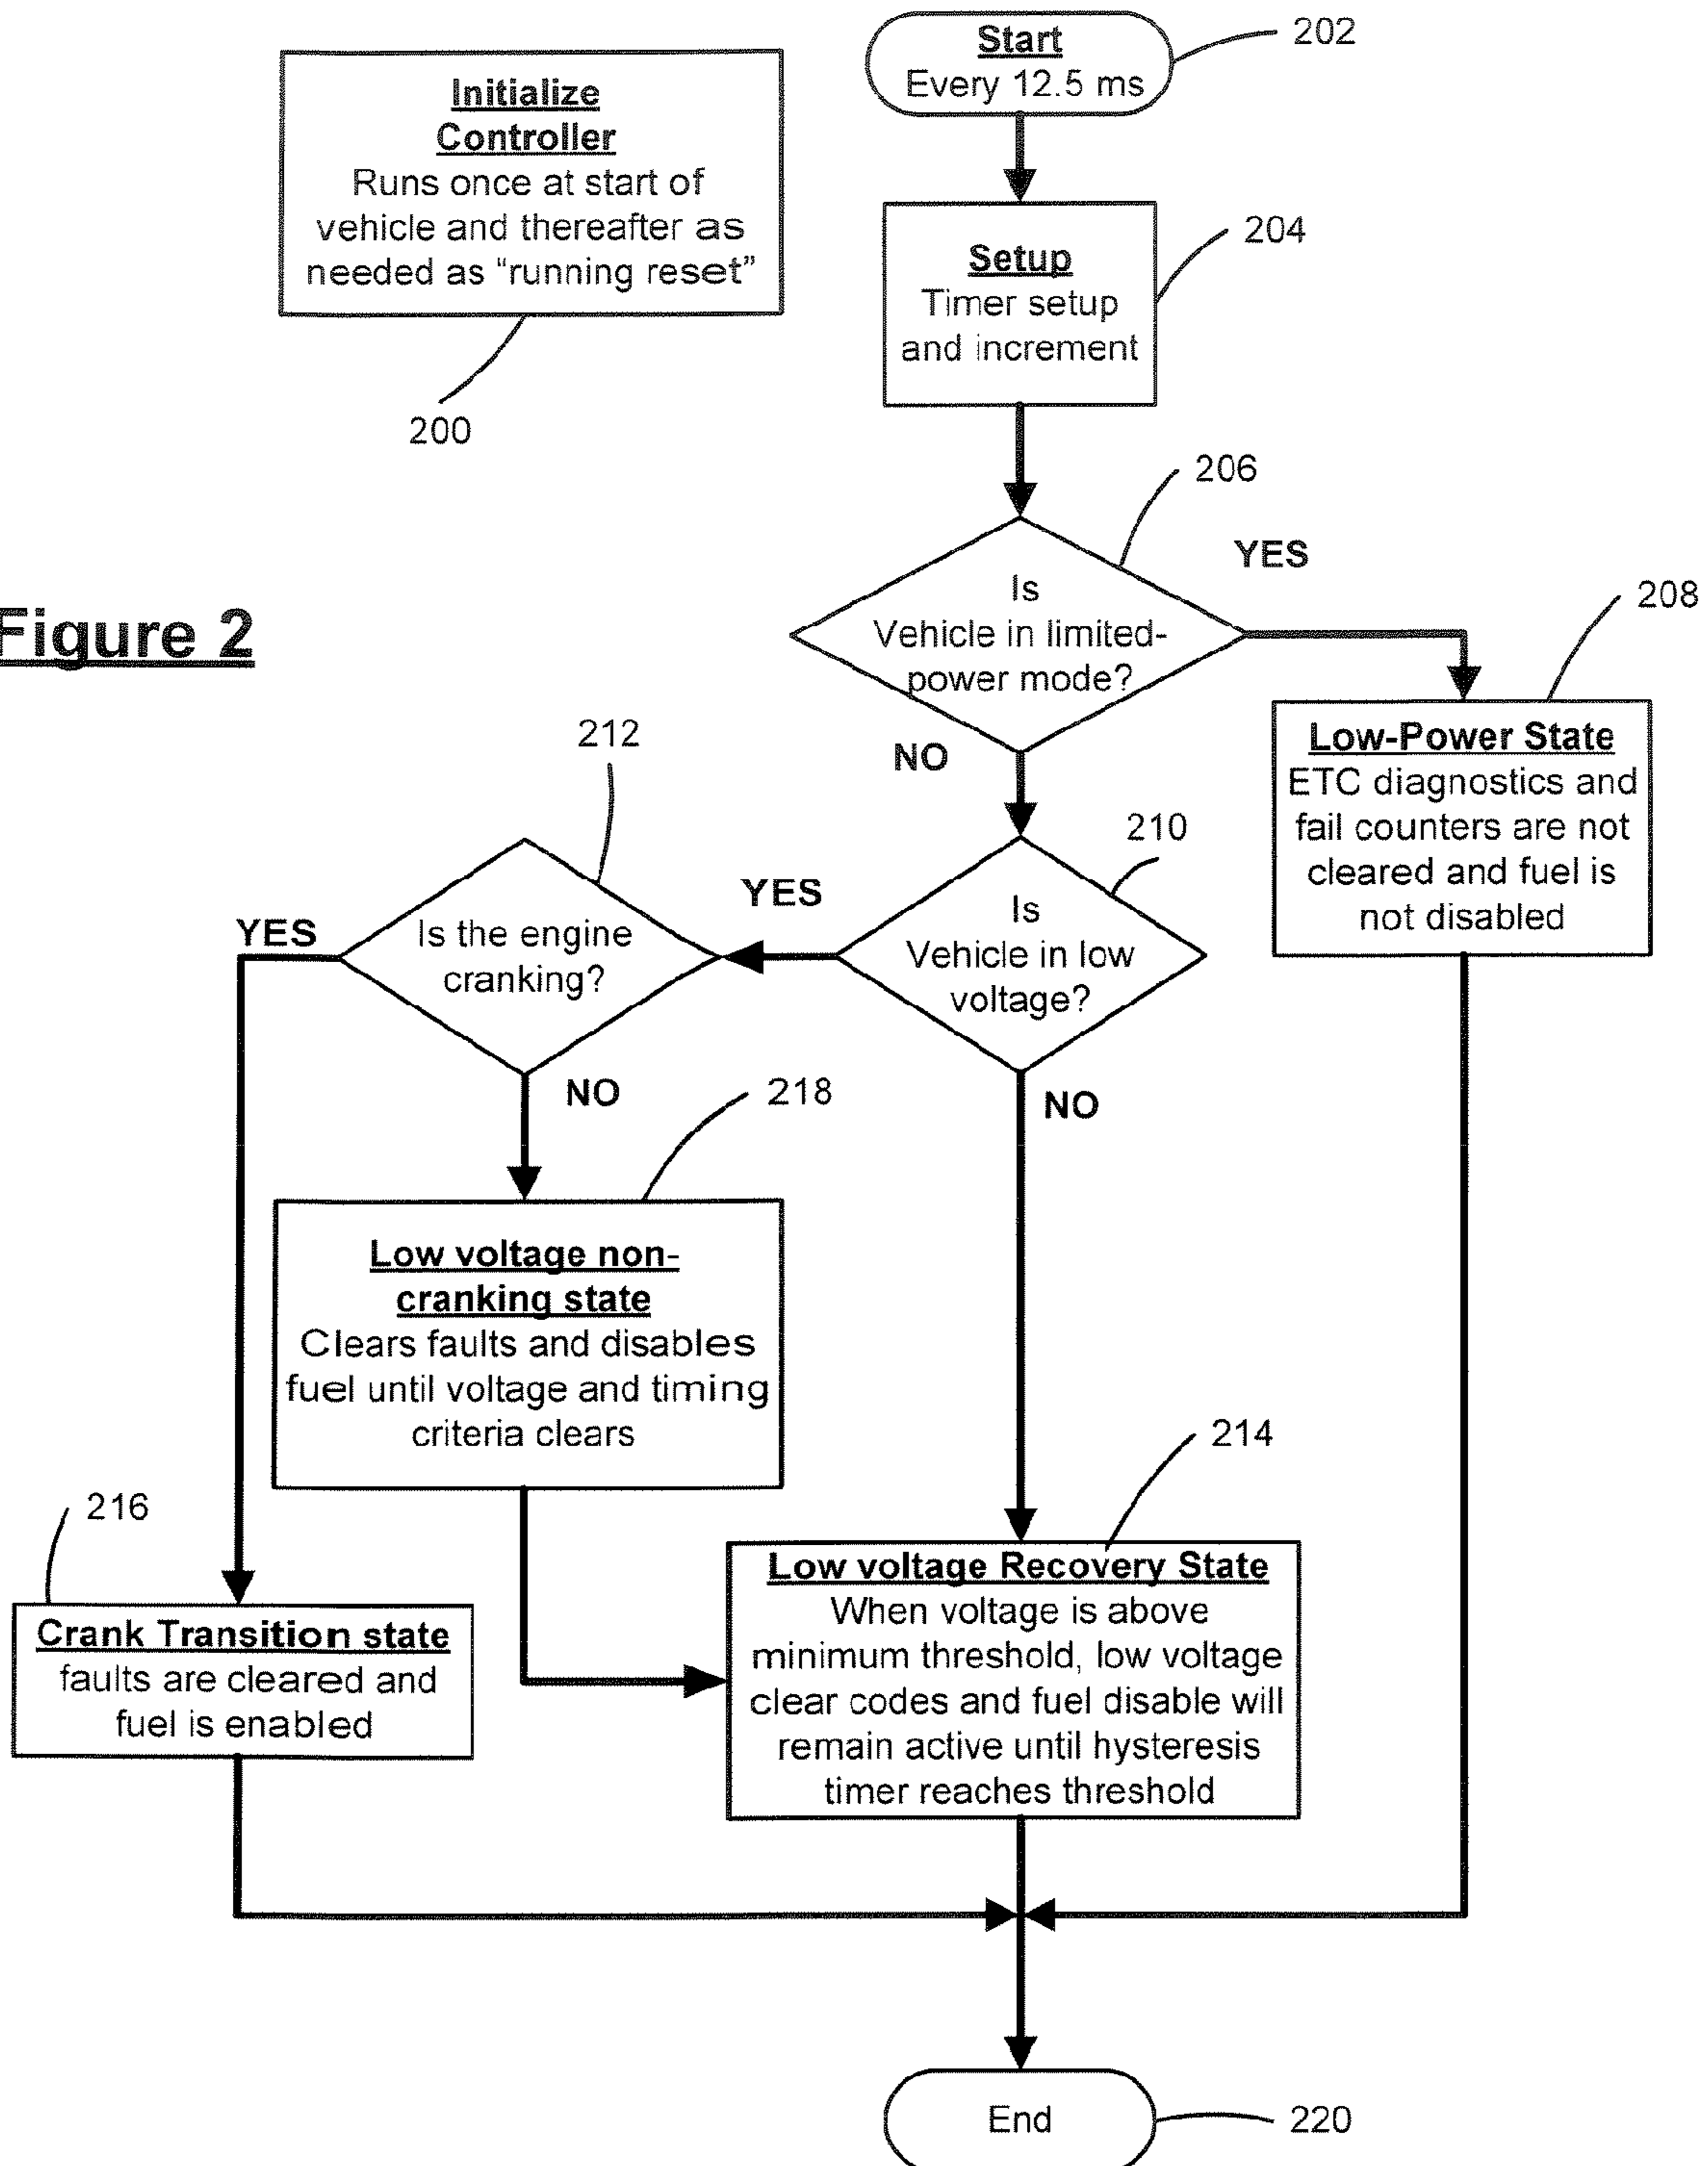 Start
Every 12.5 ms
202
Initialize
Controller
Runs once at start of
vehicle and thereafter as
needed as “running reset”
200
Setup
Timer setup
and increment
204
206
Is
Vehicle in limited-
power mode?
YES
NO
208
Figure 2
Low-Power State
ETC diagnostics and
fail counters are not
cleared and fuel is
not disabled
212
210
Is
Vehicle in low
voltage?
YES
NO
Is the engine
cranking?
YES
NO
218
Low voltage non-
cranking state
Clears faults and disables
fuel until voltage and timing
criteria clears
214
216
Low voltage Recovery State
When voltage is above
minimum threshold, low voltage
clear codes and fuel disable will
remain active until hysteresis
timer reaches threshold
Crank Transition state
faults are cleared and
fuel is enabled
End
220